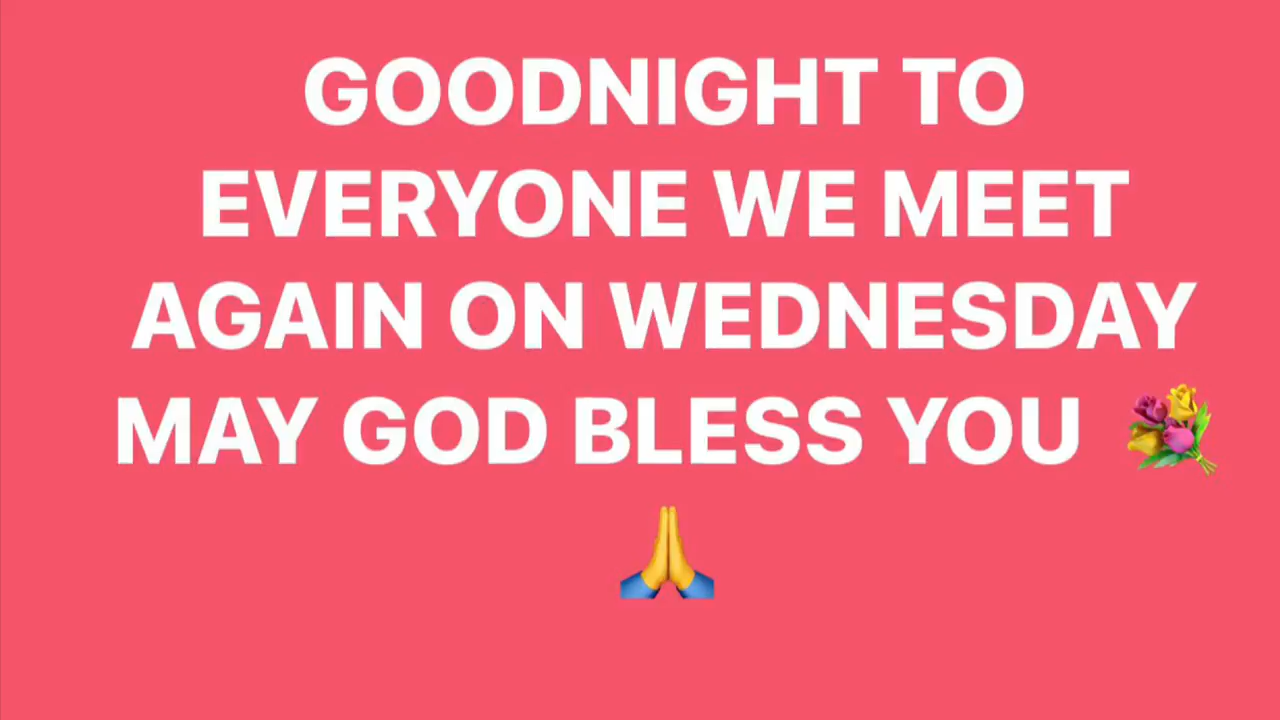 GOODNIGHT TO
EVERYONE WE MEET
AGAIN ON WEDNESDAY
MAY GOD BLESS YOU 💐
🙏